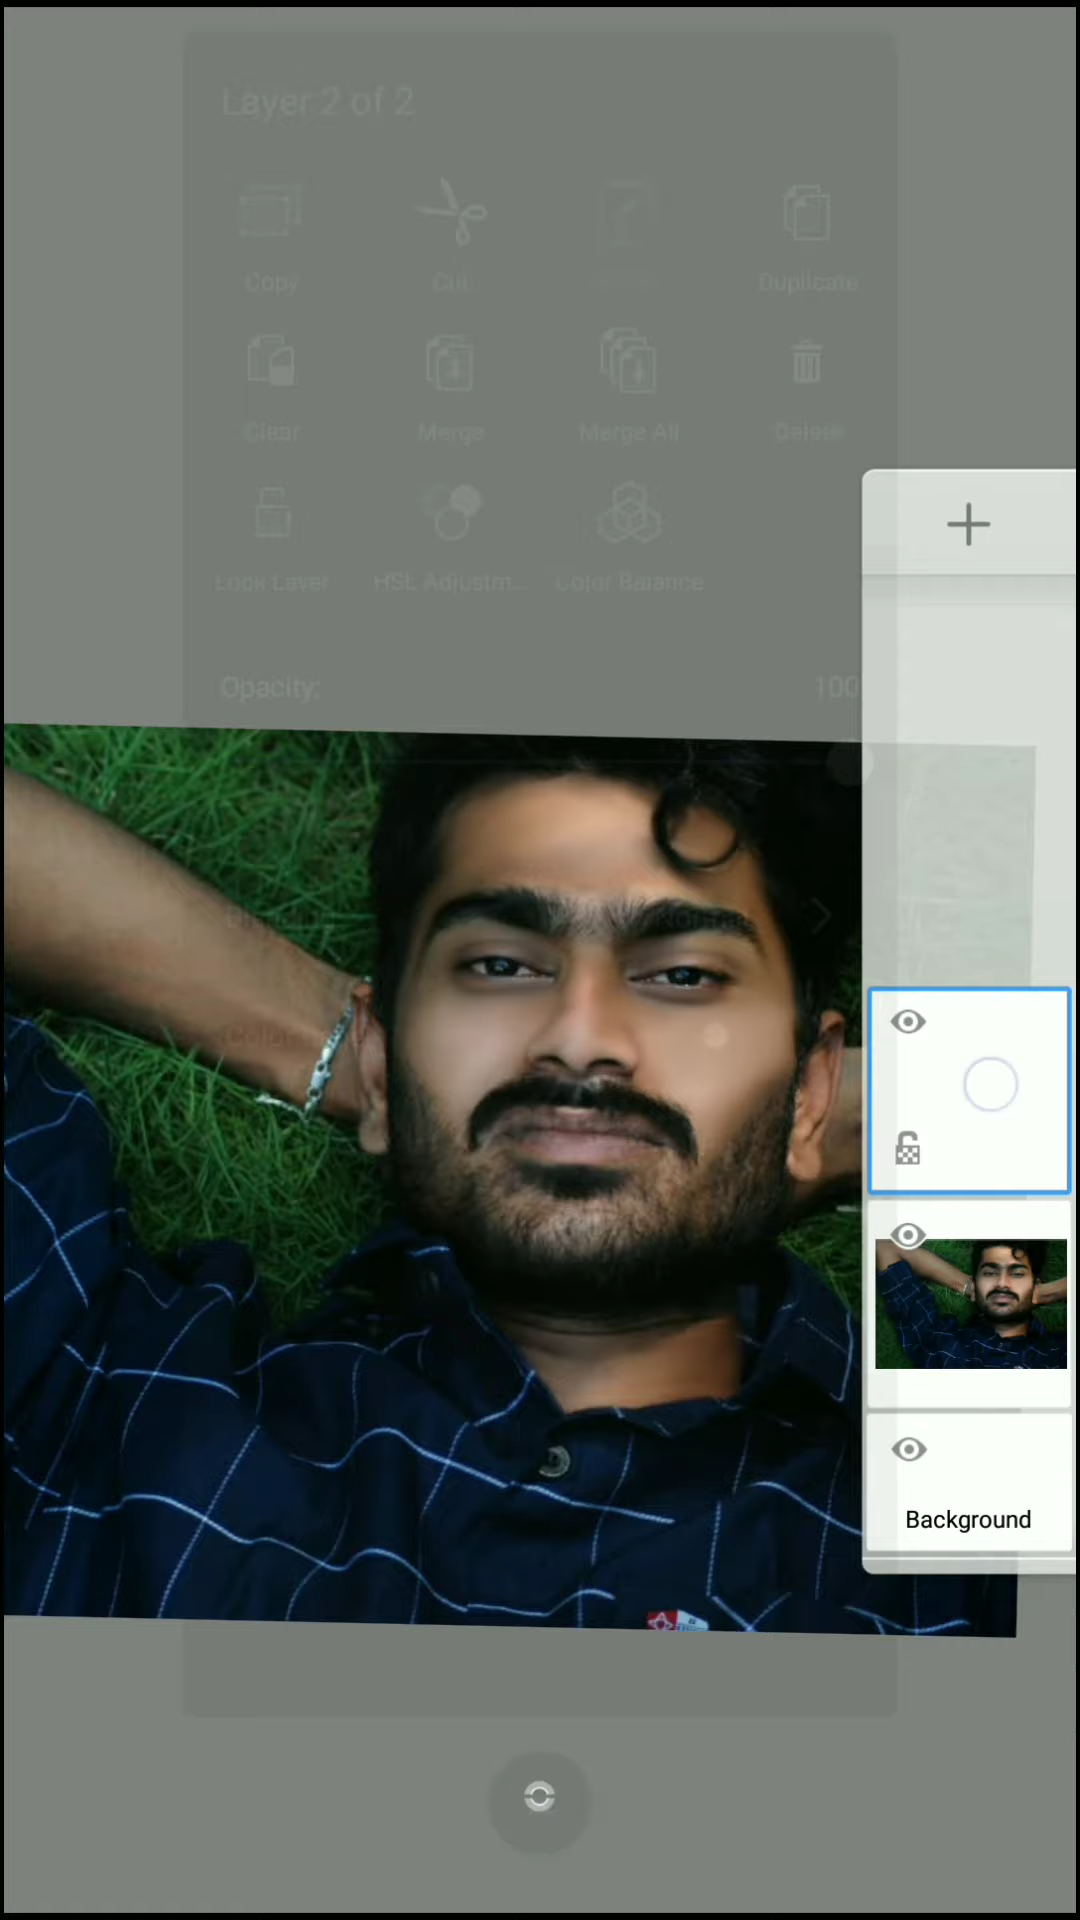 Layer 2 of 2
Copy
Cut
Duplicate
Clear
Merge
Merge All
Delete
Lock Layer
HSL Adjustm...
Color Balance
Opacity:
100
Background